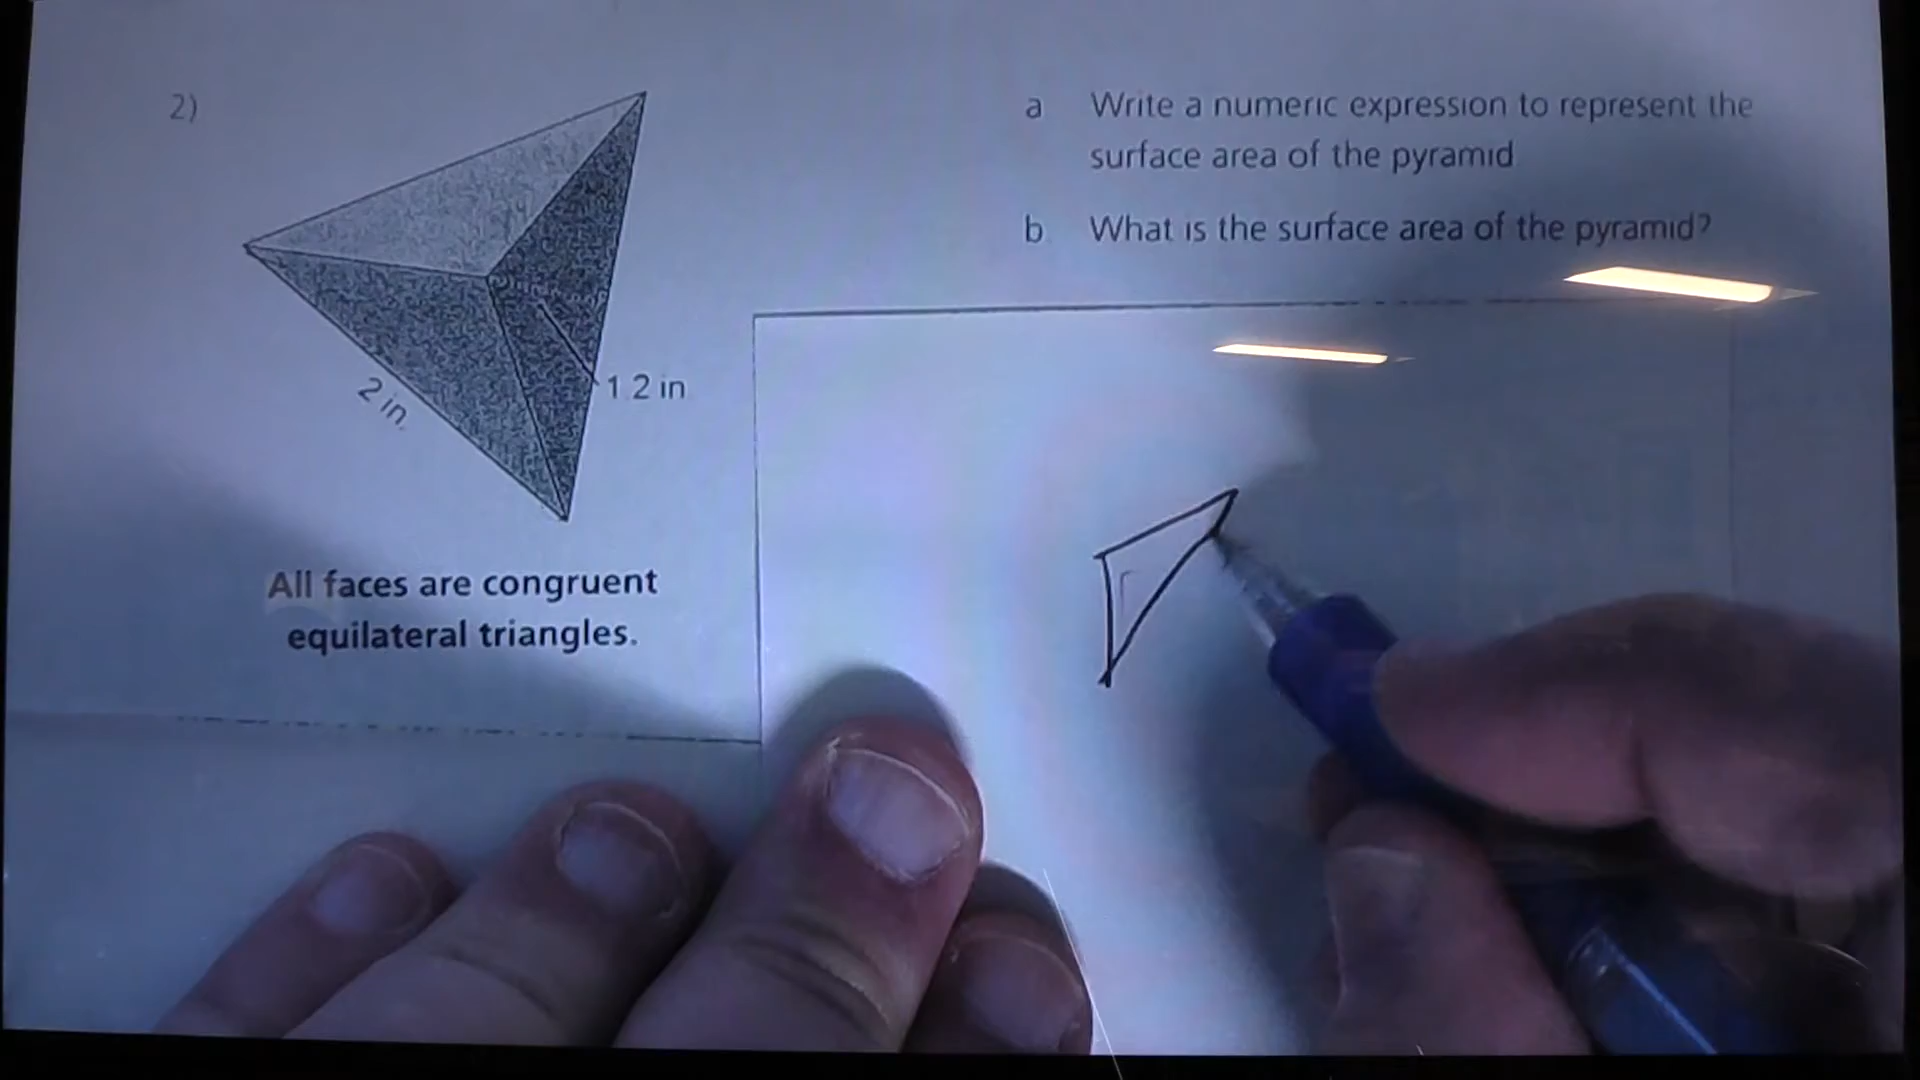 2)
a Write a numeric expression to represent the
surface area of the pyramid
b What is the surface area of the pyramid?
2 in.
1 2 in
All faces are congruent
equilateral triangles.